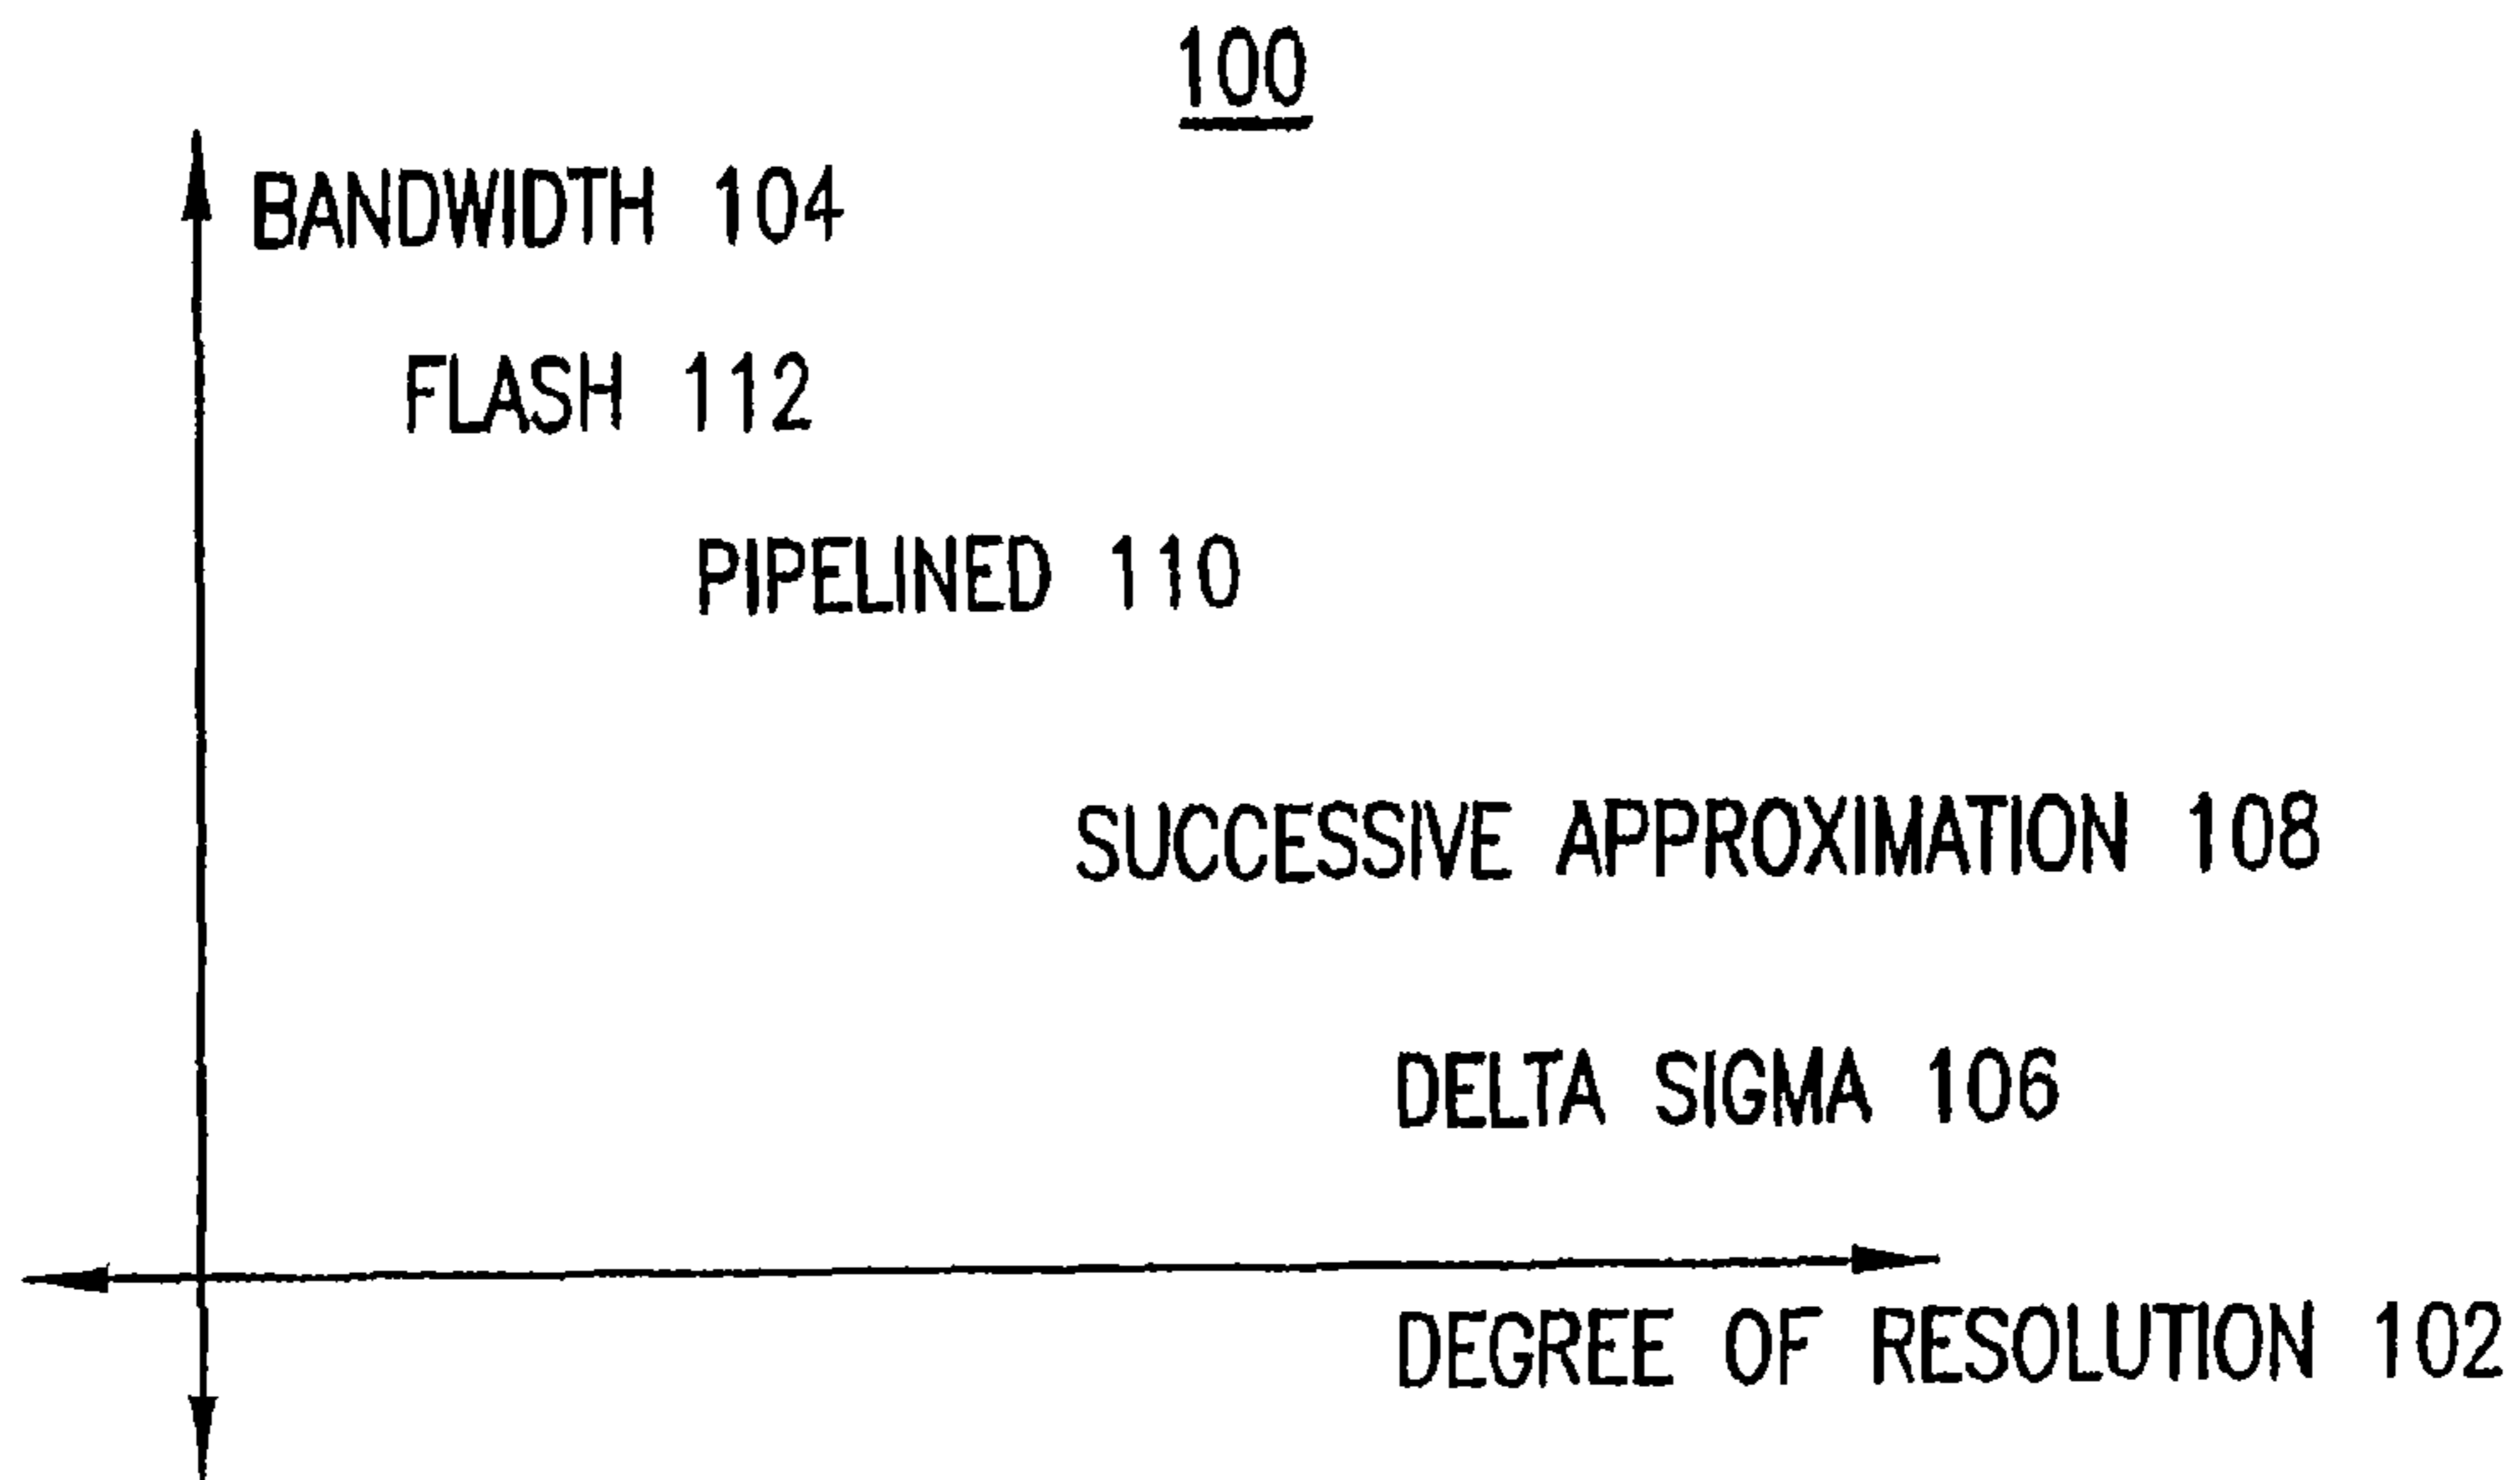 100
BANDWIDTH 104
FLASH 112
PIPELINED 110
SUCCESSIVE APPROXIMATION 108
DELTA SIGMA 106
DEGREE OF RESOLUTION 102